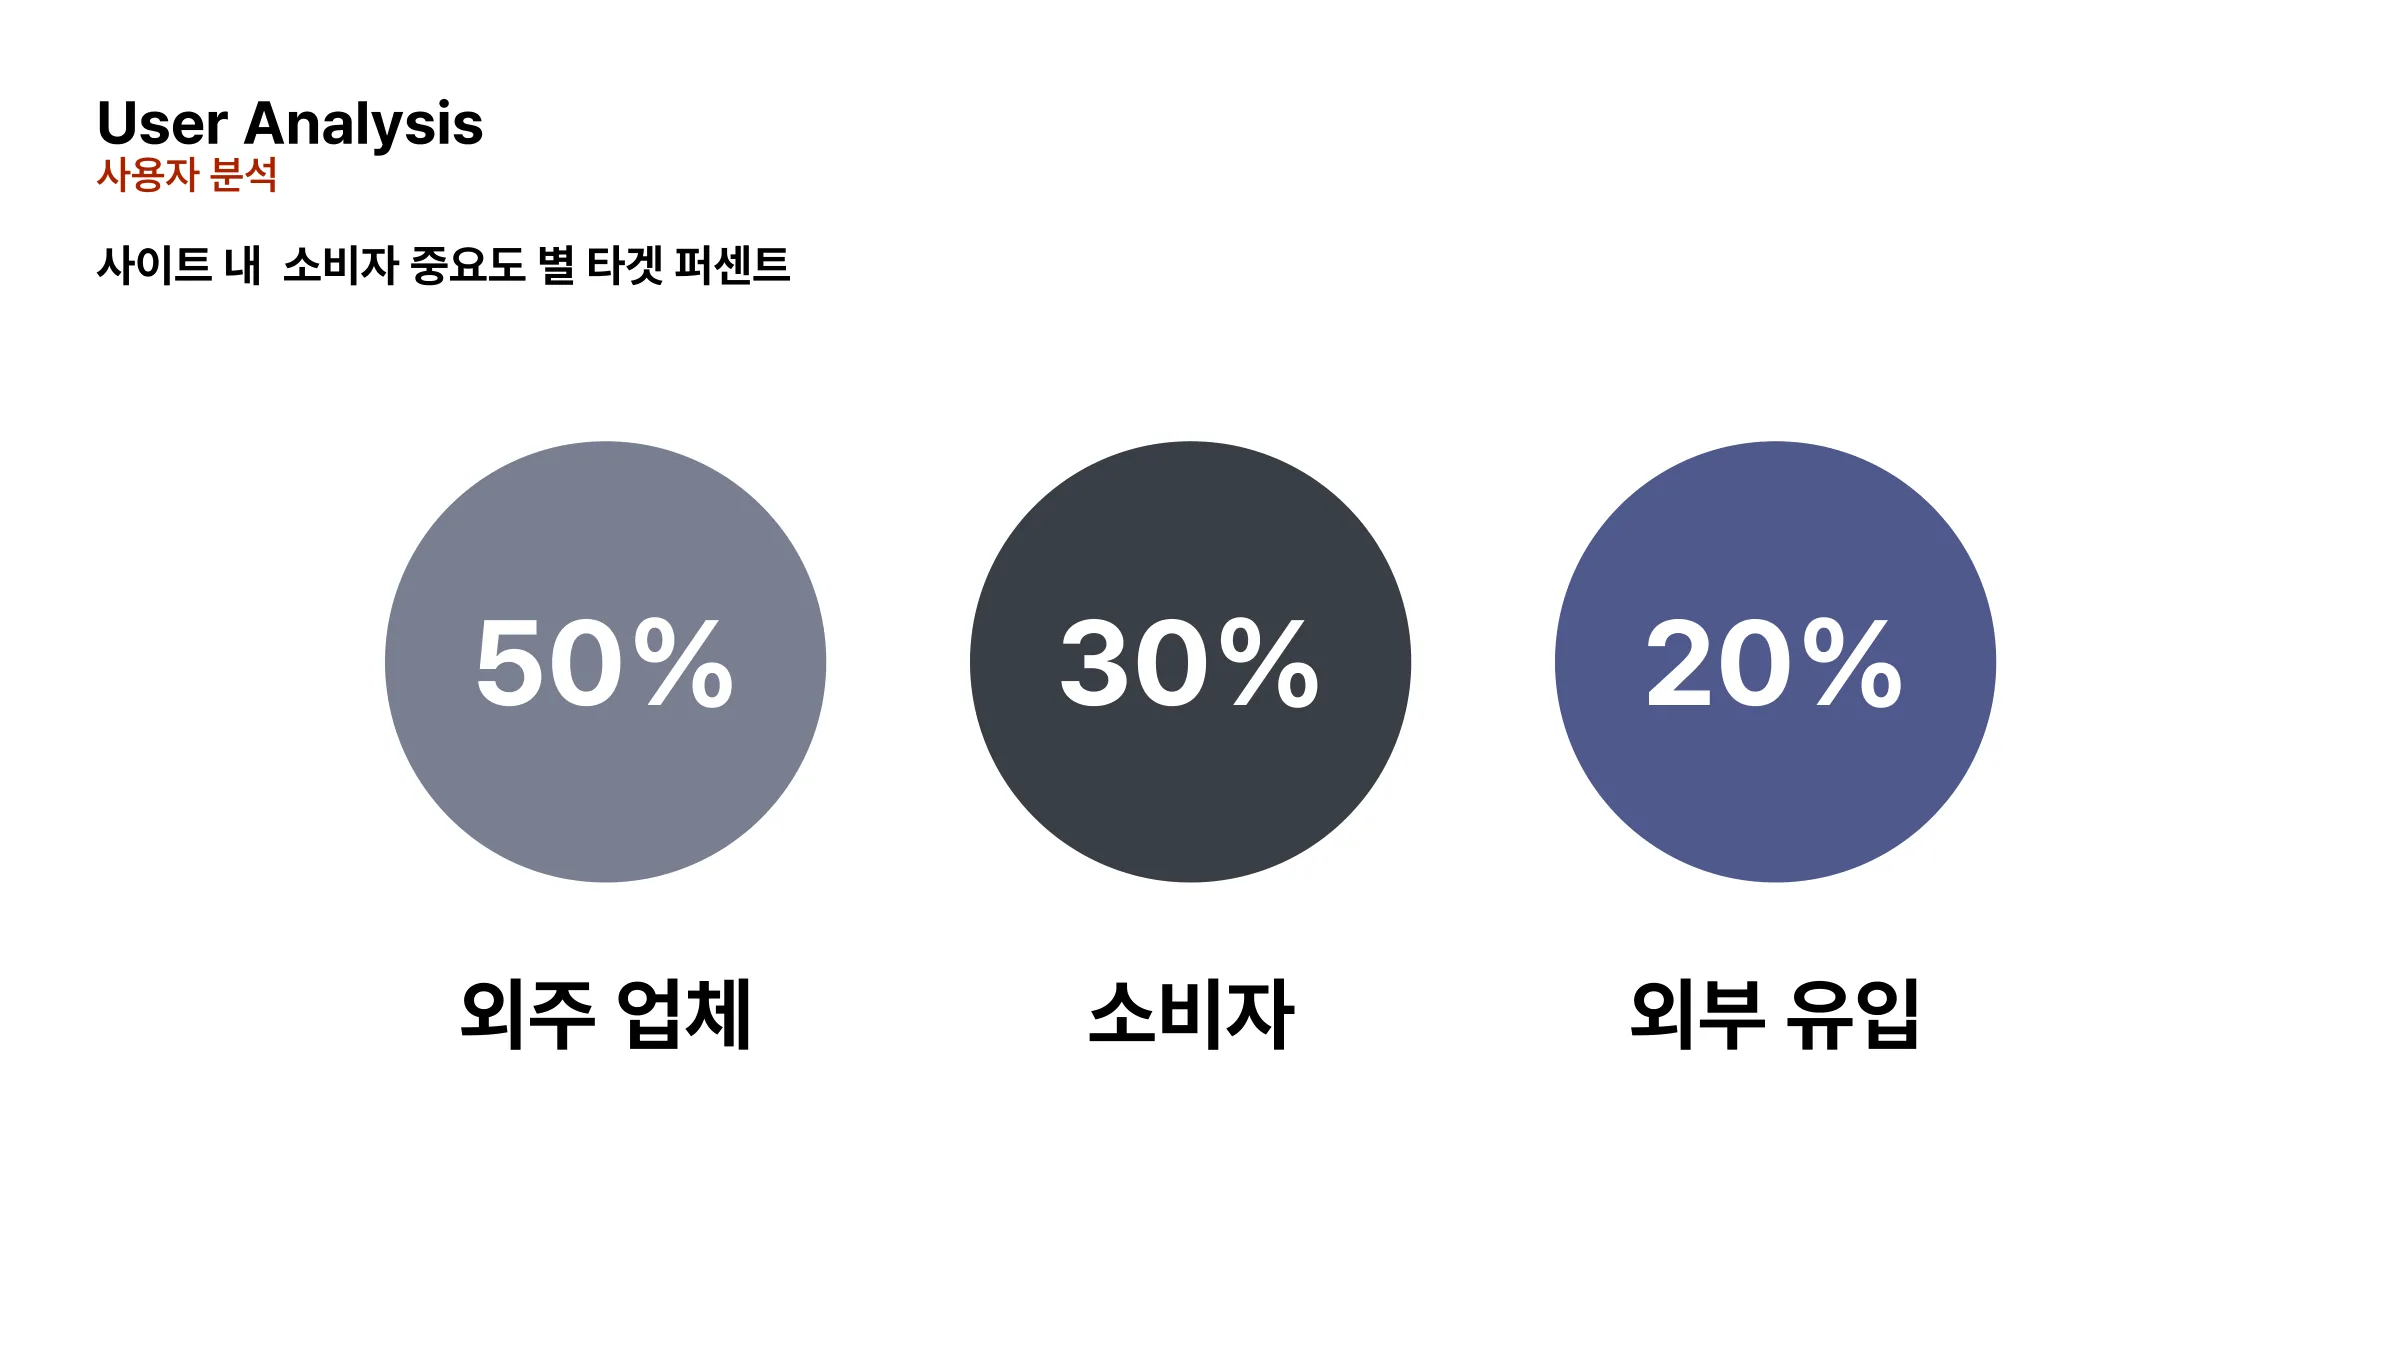 User Analysis
사용자 분석
사이트 내  소비자 중요도 별 타겟 퍼센트
50%
30%
20%
외주 업체
소비자
외부 유입